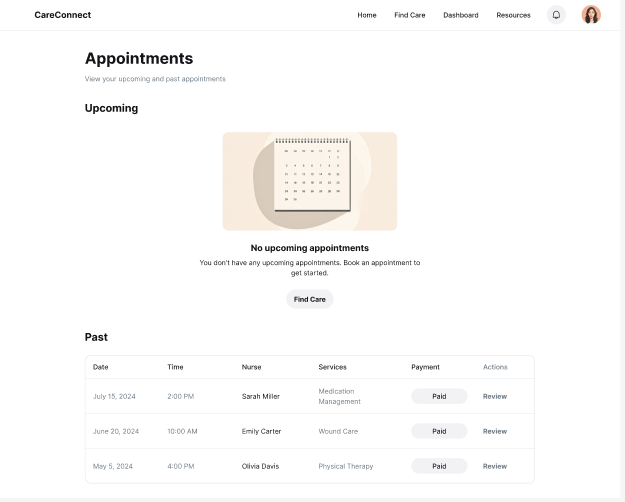 CareConnect
Home Find Care Dashboard Resources
Appointments
View your upcoming and past appointments
Upcoming
No upcoming appointments
You don't have any upcoming appointments. Book an appointment to
get started.
Find Care
Past
Date Time Nurse Services Payment Actions
July 15, 2024 2:00 PM Sarah Miller Medication Management Paid Review
June 20, 2024 10:00 AM Emily Carter Wound Care Paid Review
May 5, 2024 4:00 PM Olivia Davis Physical Therapy Paid Review